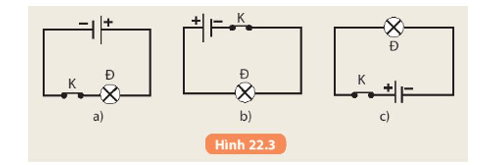 - +
K Đ
a)
+ - K
Đ
b)
Đ
K + -
c)
Hình 22.3